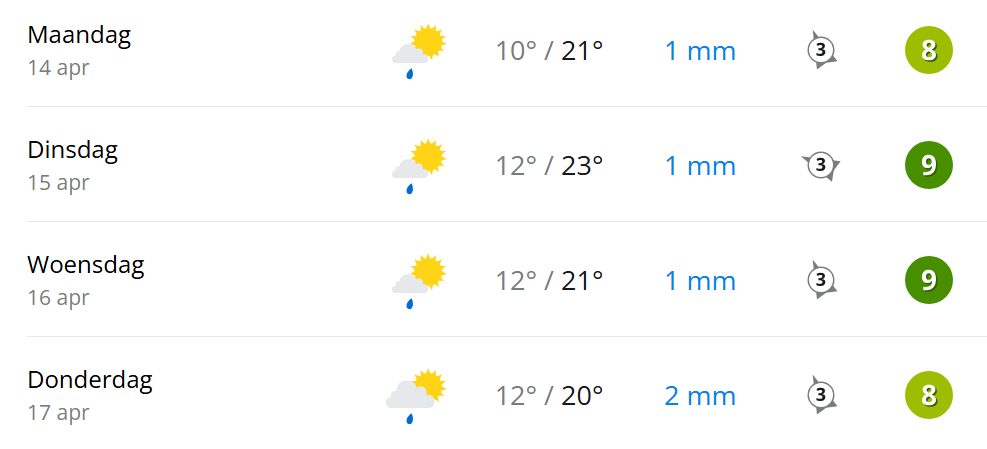 Maandag
14 apr
10° / 21°
1 mm
3
8
Dinsdag
15 apr
12° / 23°
1 mm
3
9
Woensdag
16 apr
12° / 21°
1 mm
3
9
Donderdag
17 apr
12° / 20°
2 mm
3
8